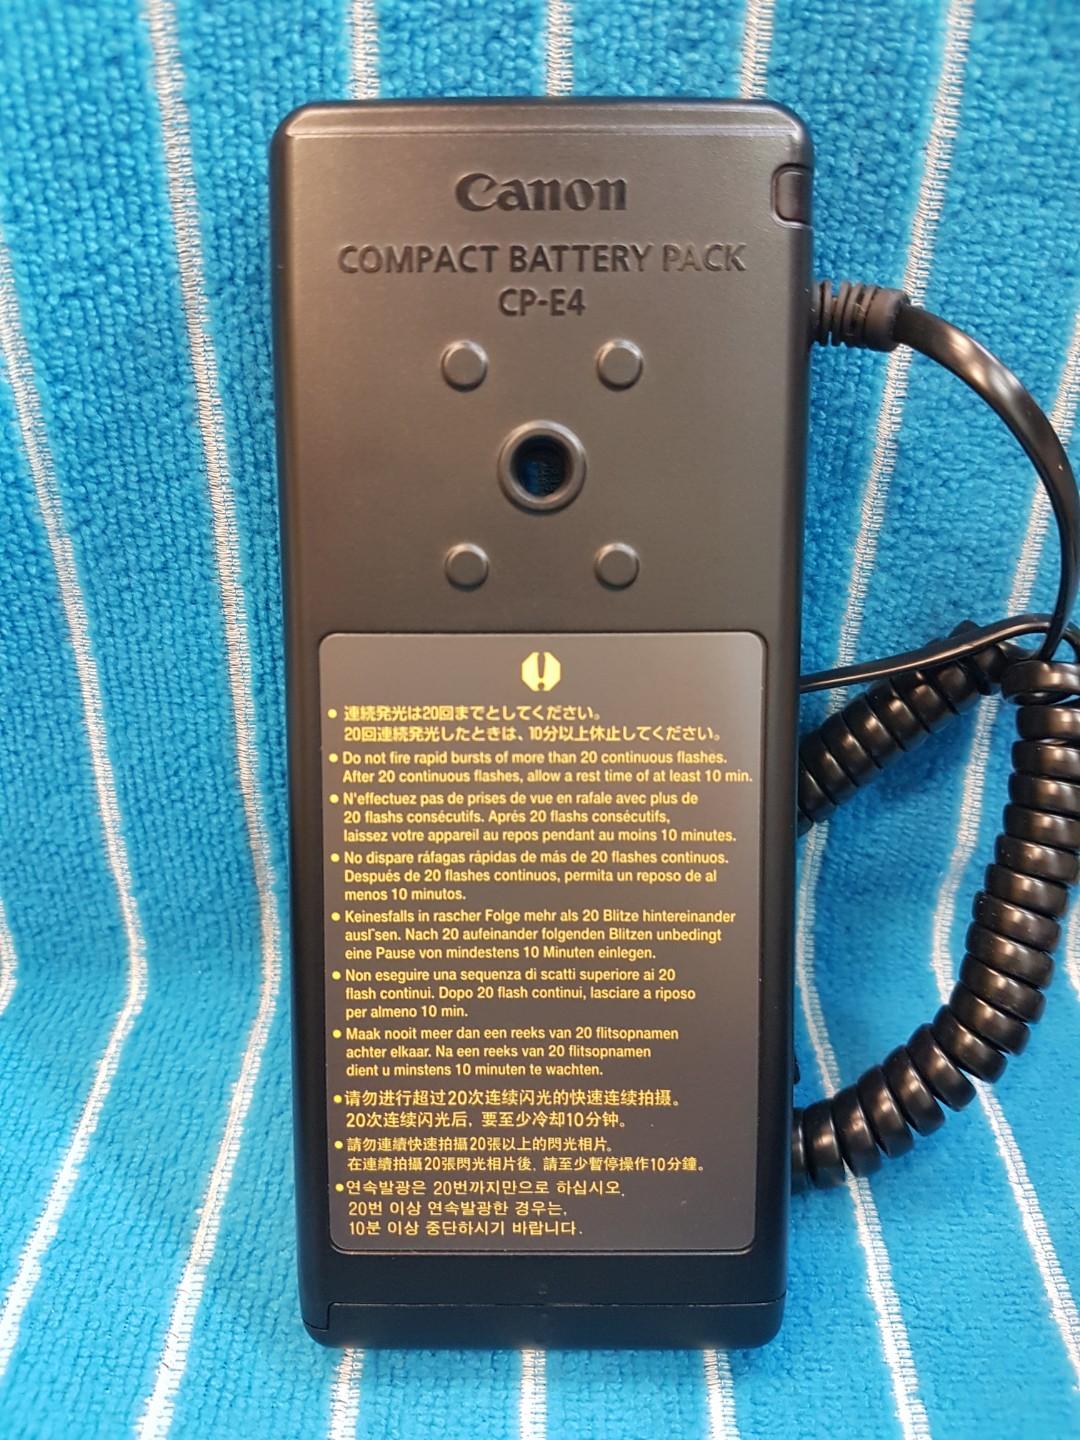 Canon
COMPACT BATTERY PACK
CP-E4
● 連続発光は20回までとしてください。
20回連続発光したときは、10分以上休止してください。
● Do not fire rapid bursts of more than 20 continuous flashes.
After 20 continuous flashes, allow a rest time of at least 10 min.
● N'effectuez pas de prises de vue en rafale avec plus de
20 flashs consécutifs. Aprés 20 flashs consécutifs,
laissez votre appareil au repos pendant au moins 10 minutes.
● No dispare ráfagas rápidas de más de 20 flashes continuos.
Después de 20 flashes continuos, permita un reposo de al
menos 10 minutos.
● Keinesfalls in rascher Folge mehr als 20 Blitze hintereinander
ausl˜sen. Nach 20 aufeinander folgenden Blitzen unbedingt
eine Pause von mindestens 10 Minuten einlegen.
● Non eseguire una sequenza di scatti superiore ai 20
flash continui. Dopo 20 flash continui, lasciare a riposo
per almeno 10 min.
● Maak nooit meer dan een reeks van 20 flitsopnamen
achter elkaar. Na een reeks van 20 flitsopnamen
dient u minstens 10 minuten te wachten.
● 请勿进行超过20次连续闪光的快速连续拍摄。
20次连续闪光后，要至少冷却10分钟。
● 請勿連續快速拍攝20張以上的閃光相片。
在連續拍攝20張閃光相片後，請至少暫停操作10分鐘。
● 연속발광은 20번까지만으로 하십시오.
20번 이상 연속발광한 경우는,
10분 이상 중단하시기 바랍니다.